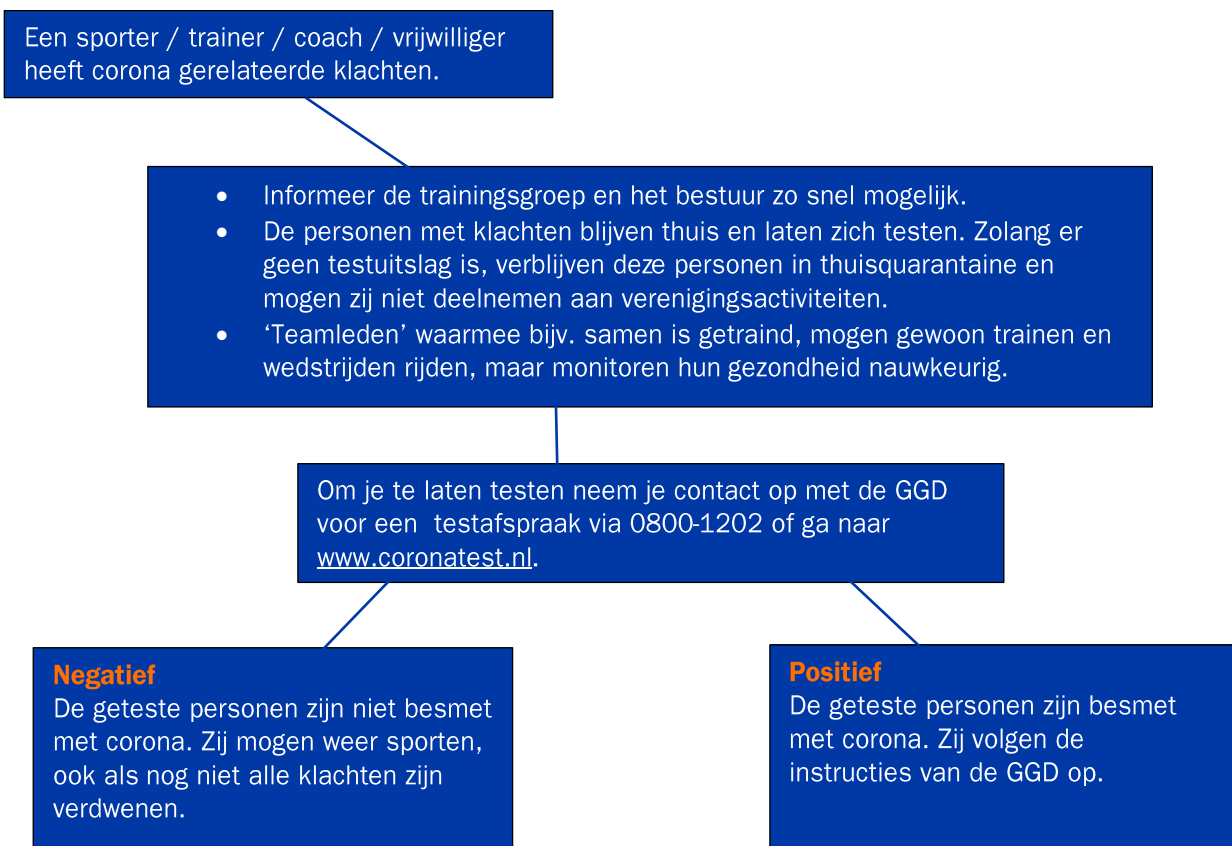 Een sporter / trainer / coach / vrijwilliger
heeft corona gerelateerde klachten.
• Informeer de trainingsgroep en het bestuur zo snel mogelijk.
• De personen met klachten blijven thuis en laten zich testen. Zolang er
geen testuitslag is, verblijven deze personen in thuisquarantaine en
mogen zij niet deelnemen aan verenigingsactiviteiten.
• ‘Teamleden’ waarmee bijv. samen is getraind, mogen gewoon trainen en
wedstrijden rijden, maar monitoren hun gezondheid nauwkeurig.
Om je te laten testen neem je contact op met de GGD
voor een  testafspraak via 0800-1202 of ga naar
www.coronatest.nl.
Negatief
De geteste personen zijn niet besmet
met corona. Zij mogen weer sporten,
ook als nog niet alle klachten zijn
verdwenen.
Positief
De geteste personen zijn besmet
met corona. Zij volgen de
instructies van de GGD op.